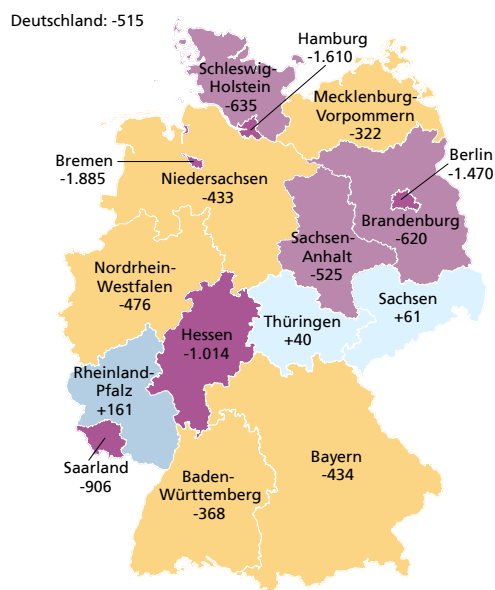 Deutschland: -515
Hamburg
-1.610
Schleswig-
Holstein
-635
Mecklenburg-
Vorpommern
-322
Bremen
-1.885
Niedersachsen
-433
Berlin
-1.470
Brandenburg
-620
Sachsen-
Anhalt
-525
Nordrhein-
Westfalen
-476
Sachsen
+61
Thüringen
+40
Hessen
-1.014
Rheinland-
Pfalz
+161
Saarland
-906
Bayern
-434
Baden-
Württemberg
-368